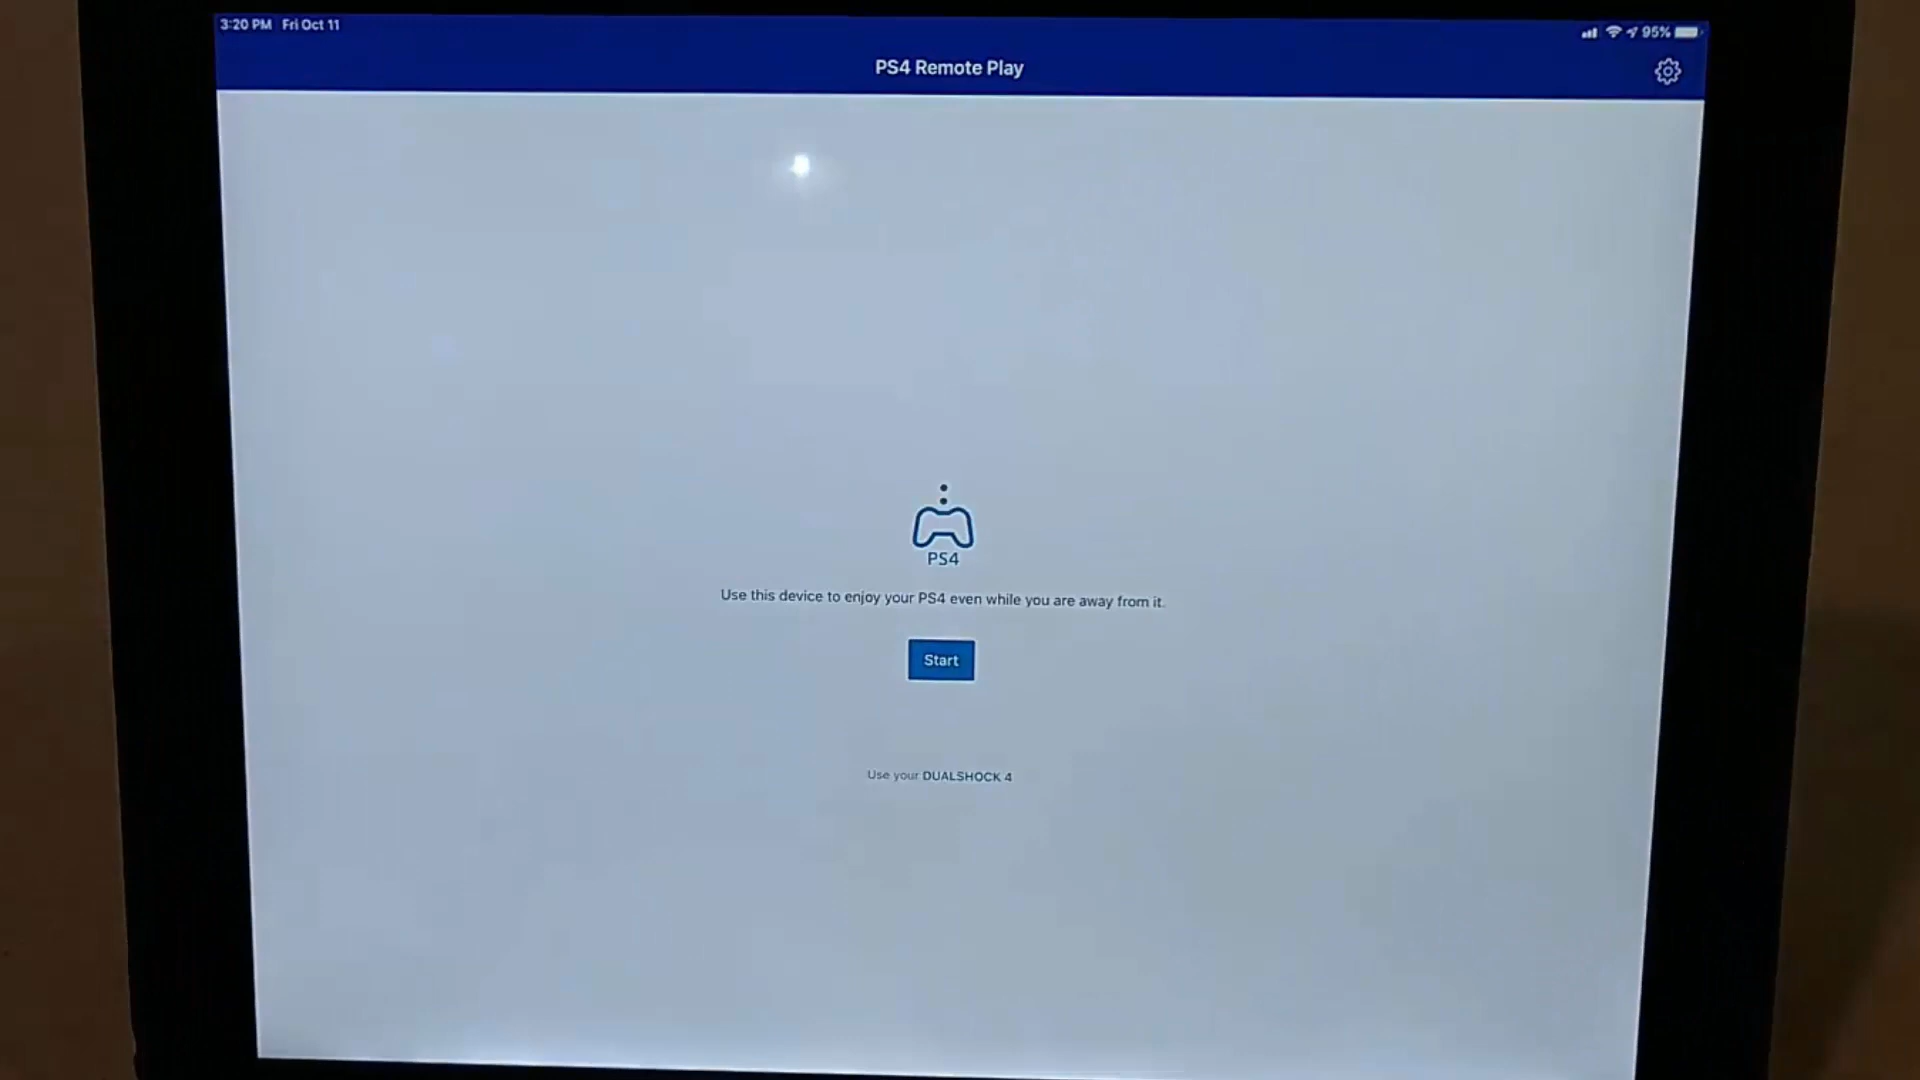 3:20 PM Fri Oct 11
95%
PS4 Remote Play
PS4
Use this device to enjoy your PS4 even while you are away from it.
Start
Use your DUALSHOCK 4